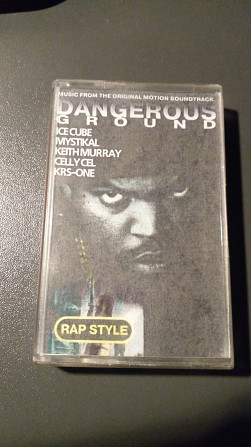 MUSIC FROM THE ORIGINAL MOTION SOUNDTRACK
DANGEROUS
GROUND
ICE CUBE
MYSTIKAL
KEITH MURRAY
CELLY CEL
KRS-ONE
RAP STYLE